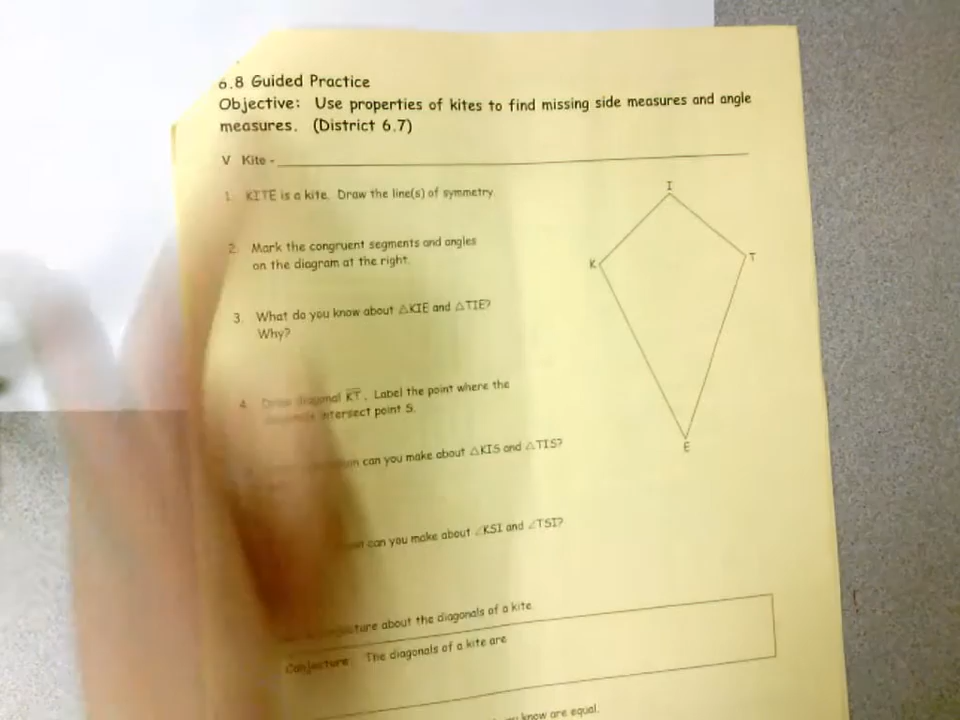 6.8 Guided Practice
Objective: Use properties of kites to find missing side measures and angle
measures. (District 6.7)
V Kite - ____________________
1. KITE is a kite. Draw the line(s) of symmetry.
2. Mark the congruent segments and angles
on the diagram at the right.
3. What do you know about △KIE and △TIE?
Why?
4. Draw diagonal K̅T̅. Label the point where the
intersect point S.
can you make about △KIS and △TIS?
can you make about ∠KSI and ∠TSI?
about the diagonals of a kite.
Conjecture: The diagonals of a kite are
know are equal.
I
K
T
E